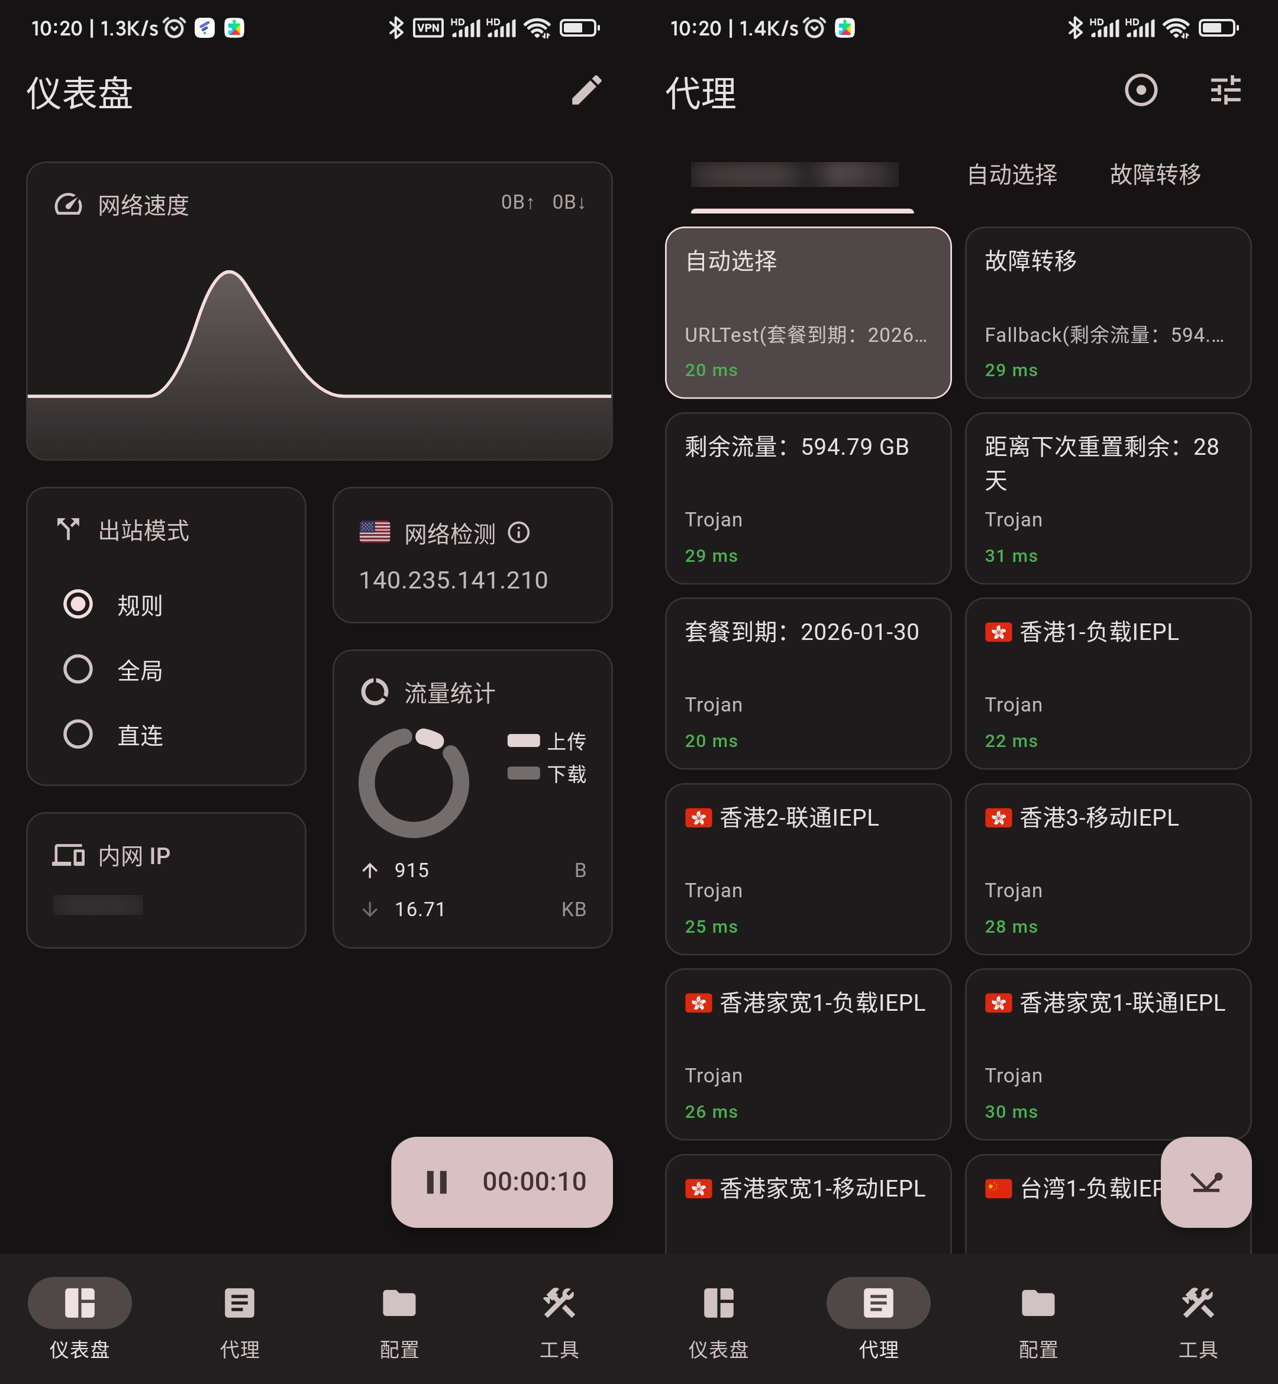 10:20 | 1.3K/s
VPN HD HD
仪表盘
网络速度
0B↑ 0B↓
出站模式
规则
全局
直连
网络检测
140.235.141.210
流量统计
上传
下载
↑ 915 B
↓ 16.71 KB
内网 IP
00:00:10
仪表盘
代理
配置
工具
10:20 | 1.4K/s
HD HD
代理
自动选择
故障转移
自动选择
URLTest(套餐到期：2026…
20 ms
故障转移
Fallback(剩余流量：594.…
29 ms
剩余流量：594.79 GB
Trojan
29 ms
距离下次重置剩余：28
天
Trojan
31 ms
套餐到期：2026-01-30
Trojan
20 ms
香港1-负载IEPL
Trojan
22 ms
香港2-联通IEPL
Trojan
25 ms
香港3-移动IEPL
Trojan
28 ms
香港家宽1-负载IEPL
Trojan
26 ms
香港家宽1-联通IEPL
Trojan
30 ms
香港家宽1-移动IEPL
台湾1-负载IEP
仪表盘
代理
配置
工具